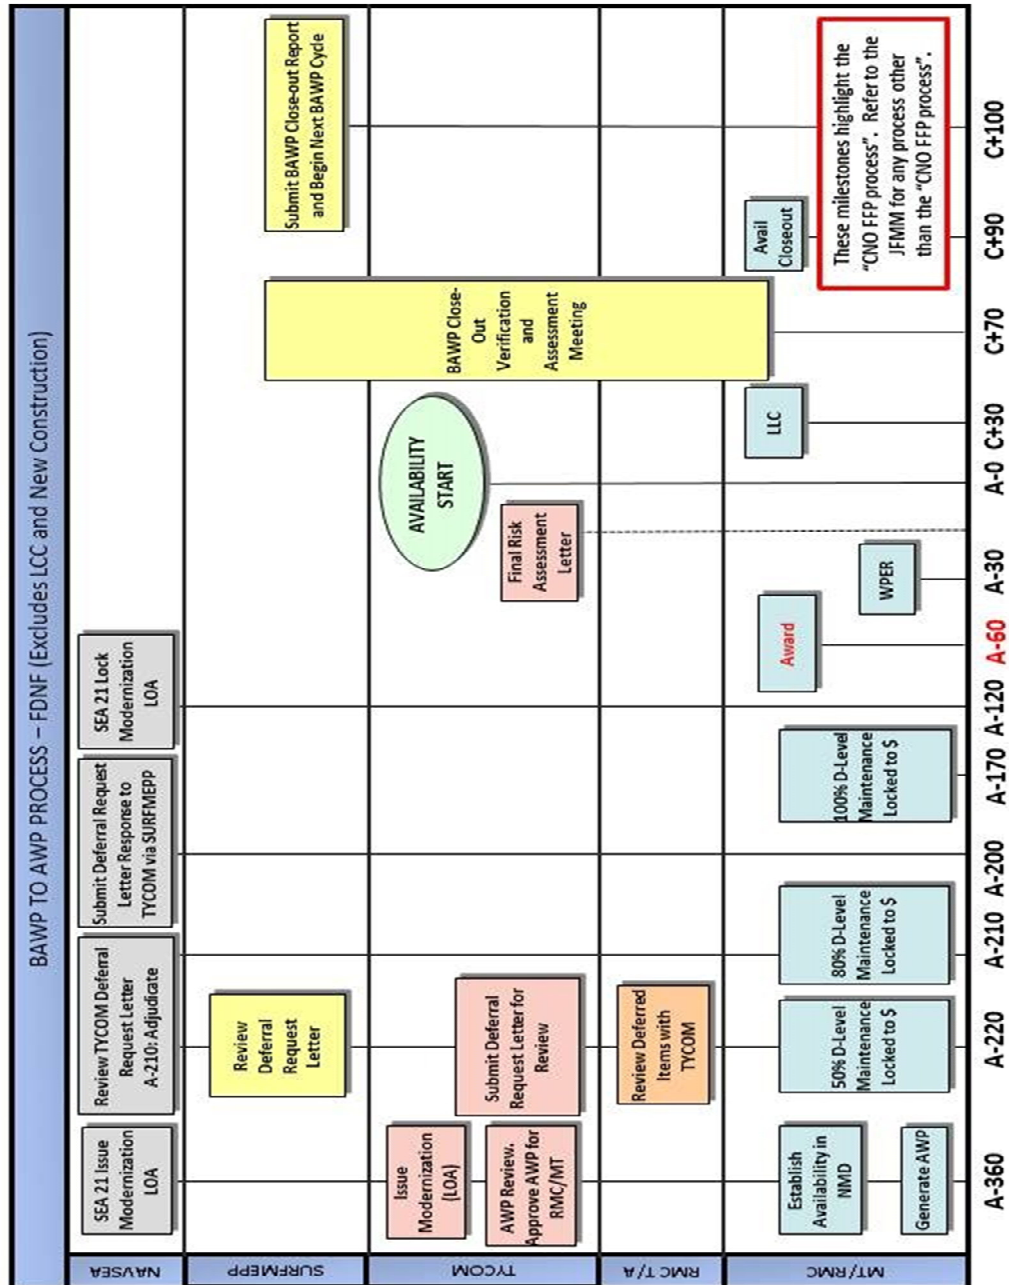 BAWP TO AWP PROCESS – FDNF (Excludes LCC and New Construction)
NAVSEA
SEA 21 Issue
Modernization
LOA
Review TYCOM Deferral
Request Letter
A-210: Adjudicate
Submit Deferral Request
Letter Response to
TYCOM via SURFMEPP
SEA 21 Lock
Modernization
LOA
SURFMEPP
Review
Deferral
Request
Letter
Submit BAWP Close-out Report
and Begin Next BAWP Cycle
TYCOM
Issue
Modernization
(LOA)
AWP Review.
Approve AWP for
RMC/MT
Submit Deferral
Request Letter for
Review
Final Risk
Assessment
Letter
AVAILABILITY
START
BAWP Close-
Out
Verification
and
Assessment
Meeting
RMC T/A
Review Deferred
Items with
TYCOM
MT/RMC
Establish
Availability in
NMD
Generate AWP
50% D-Level
Maintenance
Locked to $
80% D-Level
Maintenance
Locked to $
100% D-Level
Maintenance
Locked to $
Award
WPER
LLC
Avail
Closeout
These milestones highlight the
“CNO FFP process”. Refer to the
JFMM for any process other
than the “CNO FFP process”.
A-360
A-220
A-210
A-200
A-170
A-120
A-60
A-30
A-0
C+30
C+70
C+90
C+100